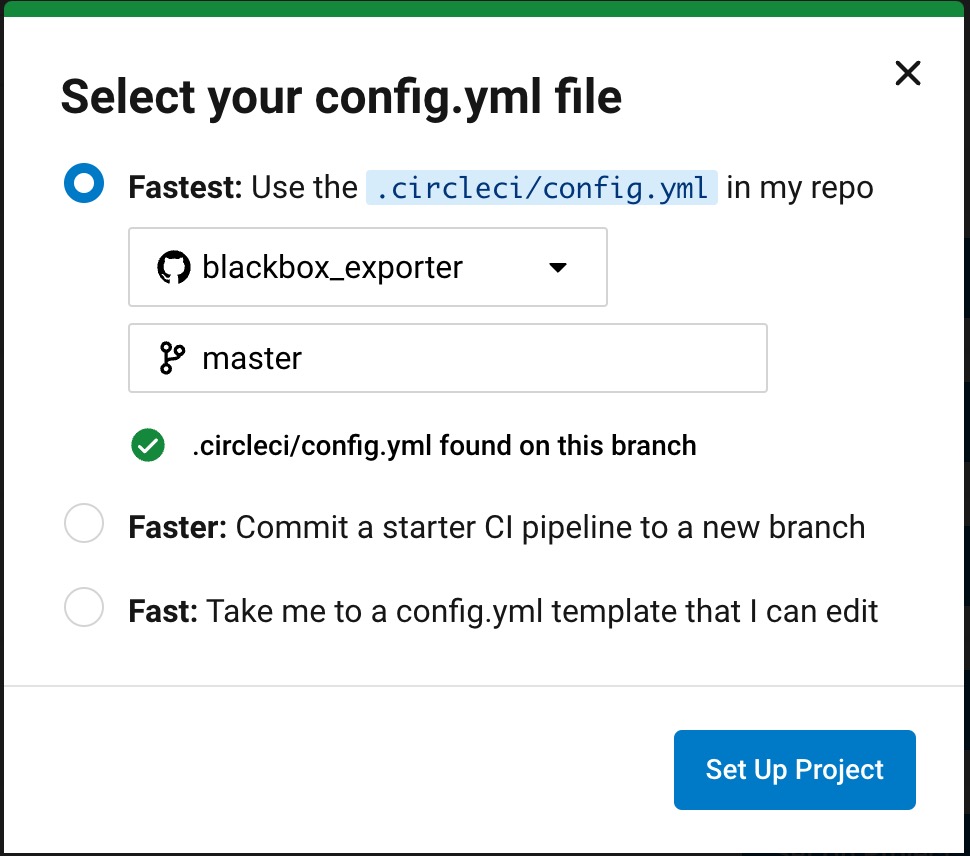 Select your config.yml file
Fastest: Use the .circleci/config.yml in my repo
blackbox_exporter
master
.circleci/config.yml found on this branch
Faster: Commit a starter CI pipeline to a new branch
Fast: Take me to a config.yml template that I can edit
Set Up Project